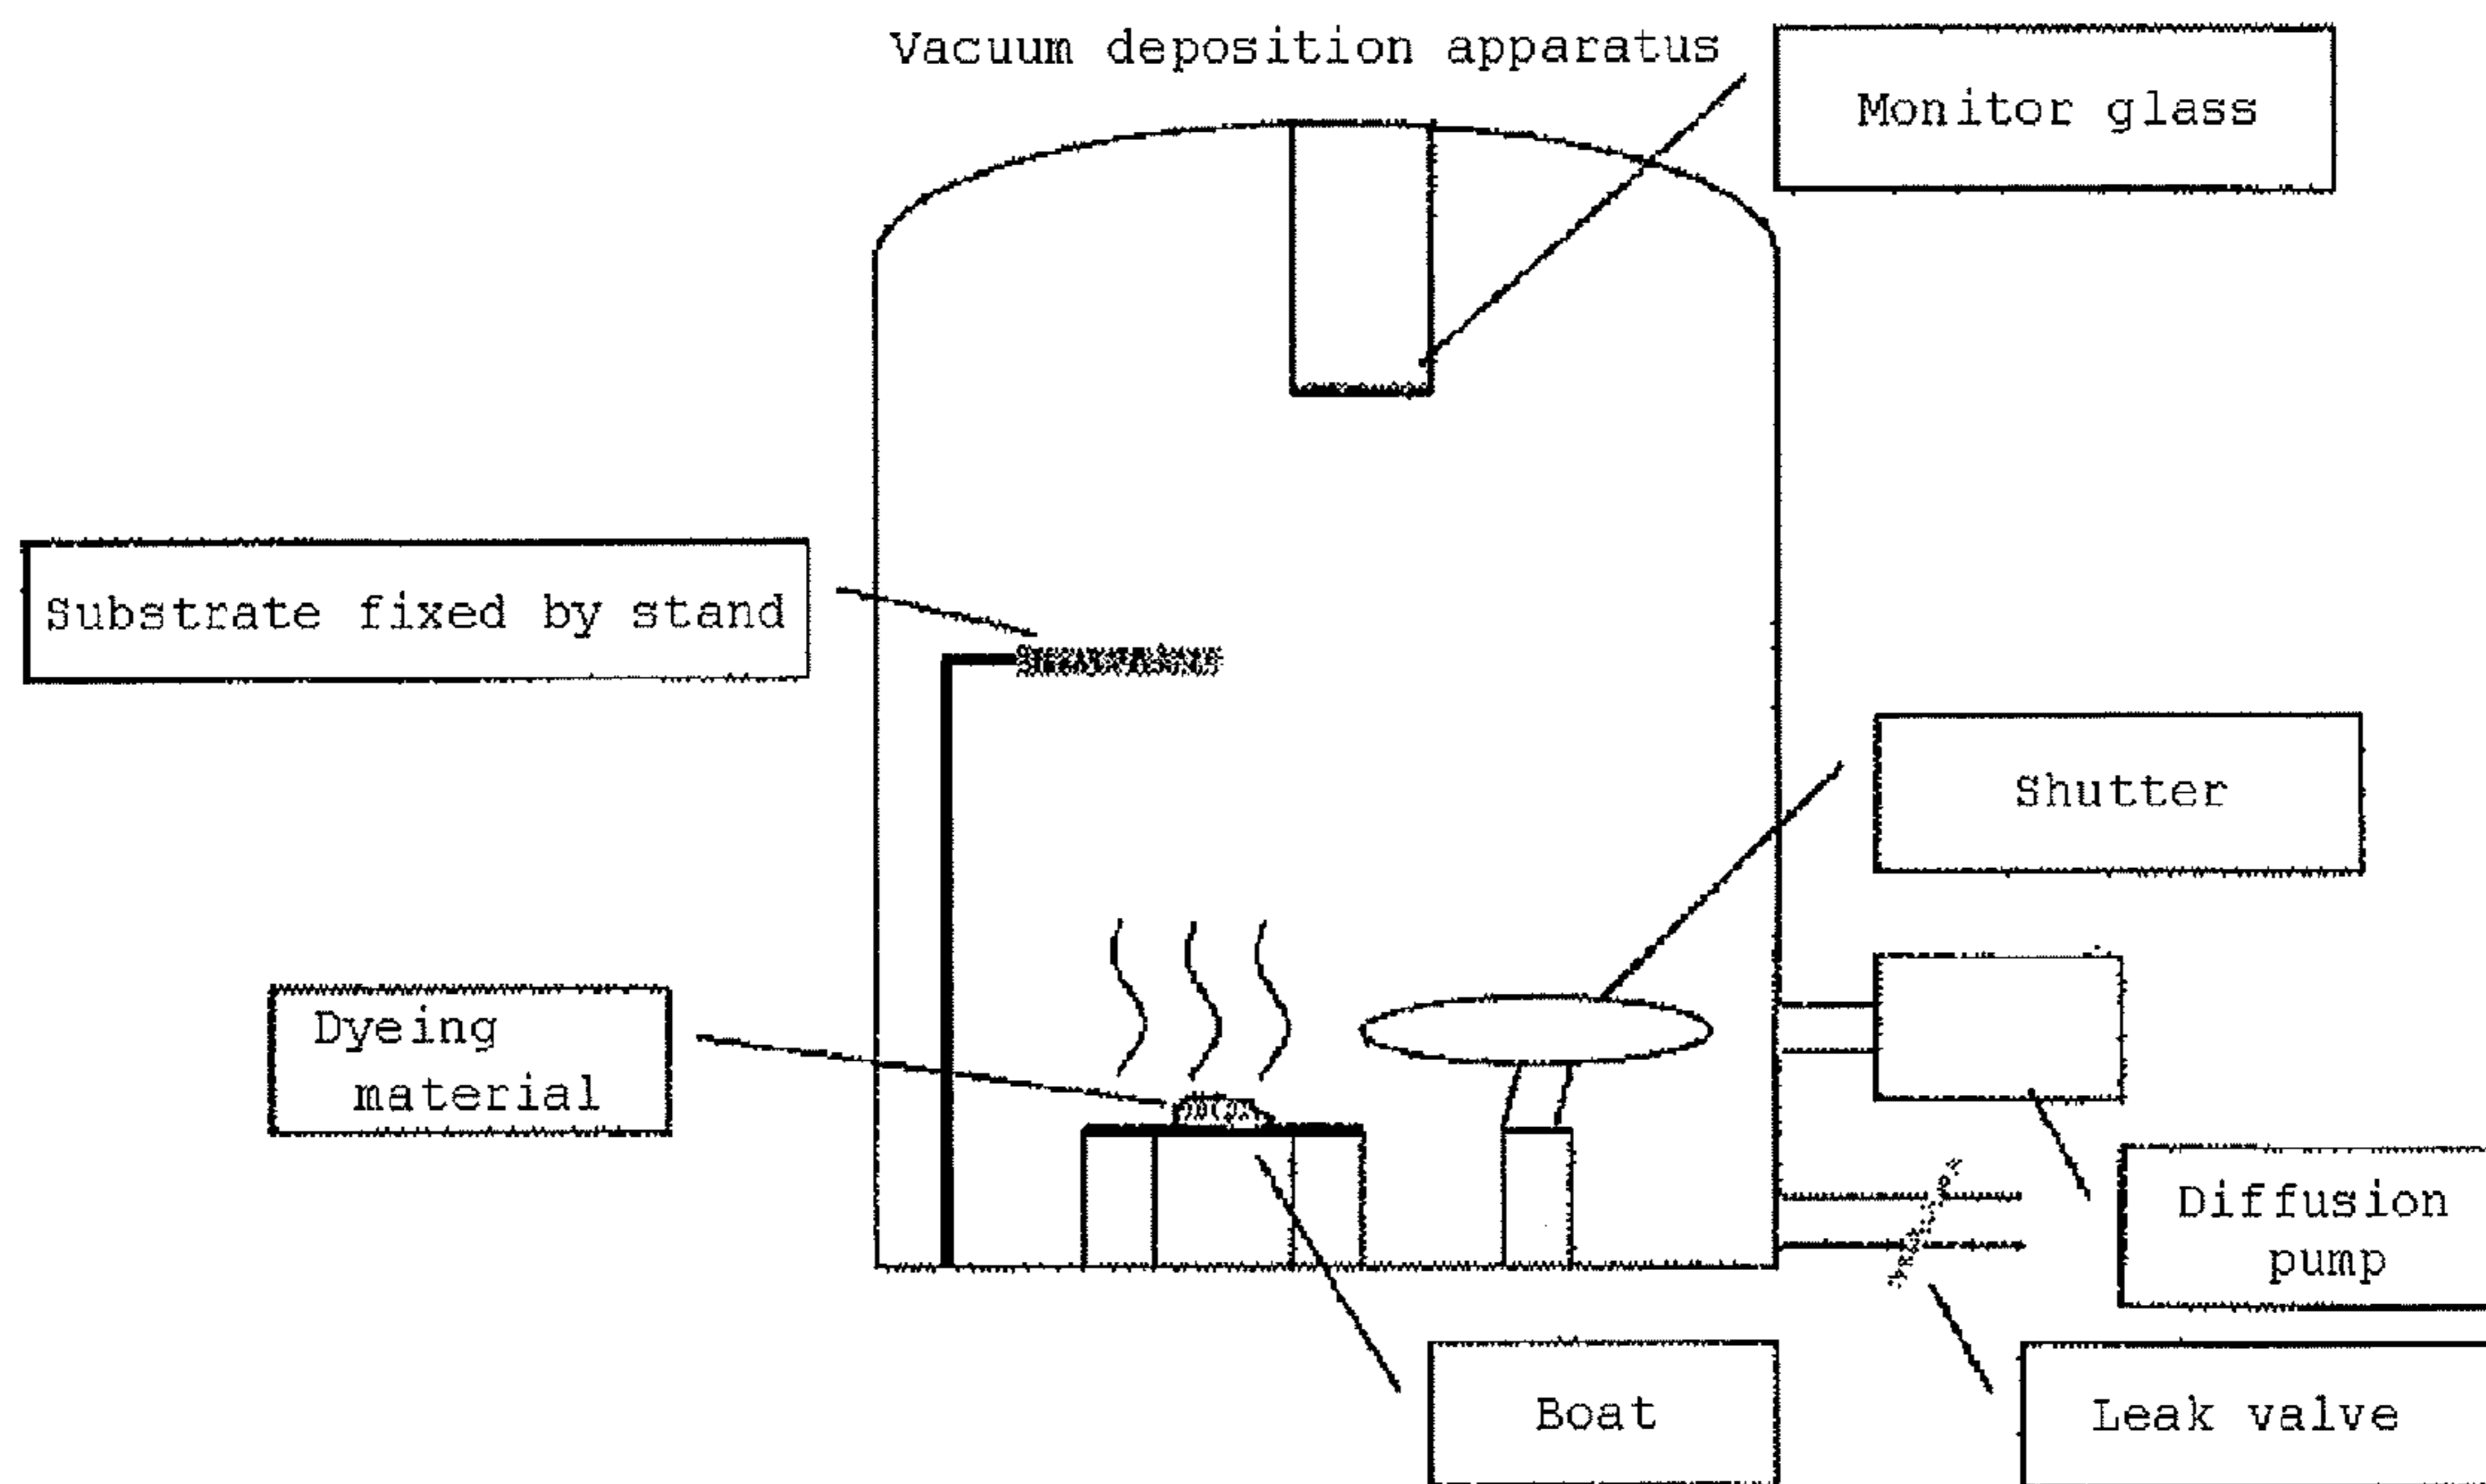 Vacuum deposition apparatus
Monitor glass
Substrate fixed by stand
Shutter
Dyeing
material
Diffusion
pump
Boat
Leak valve